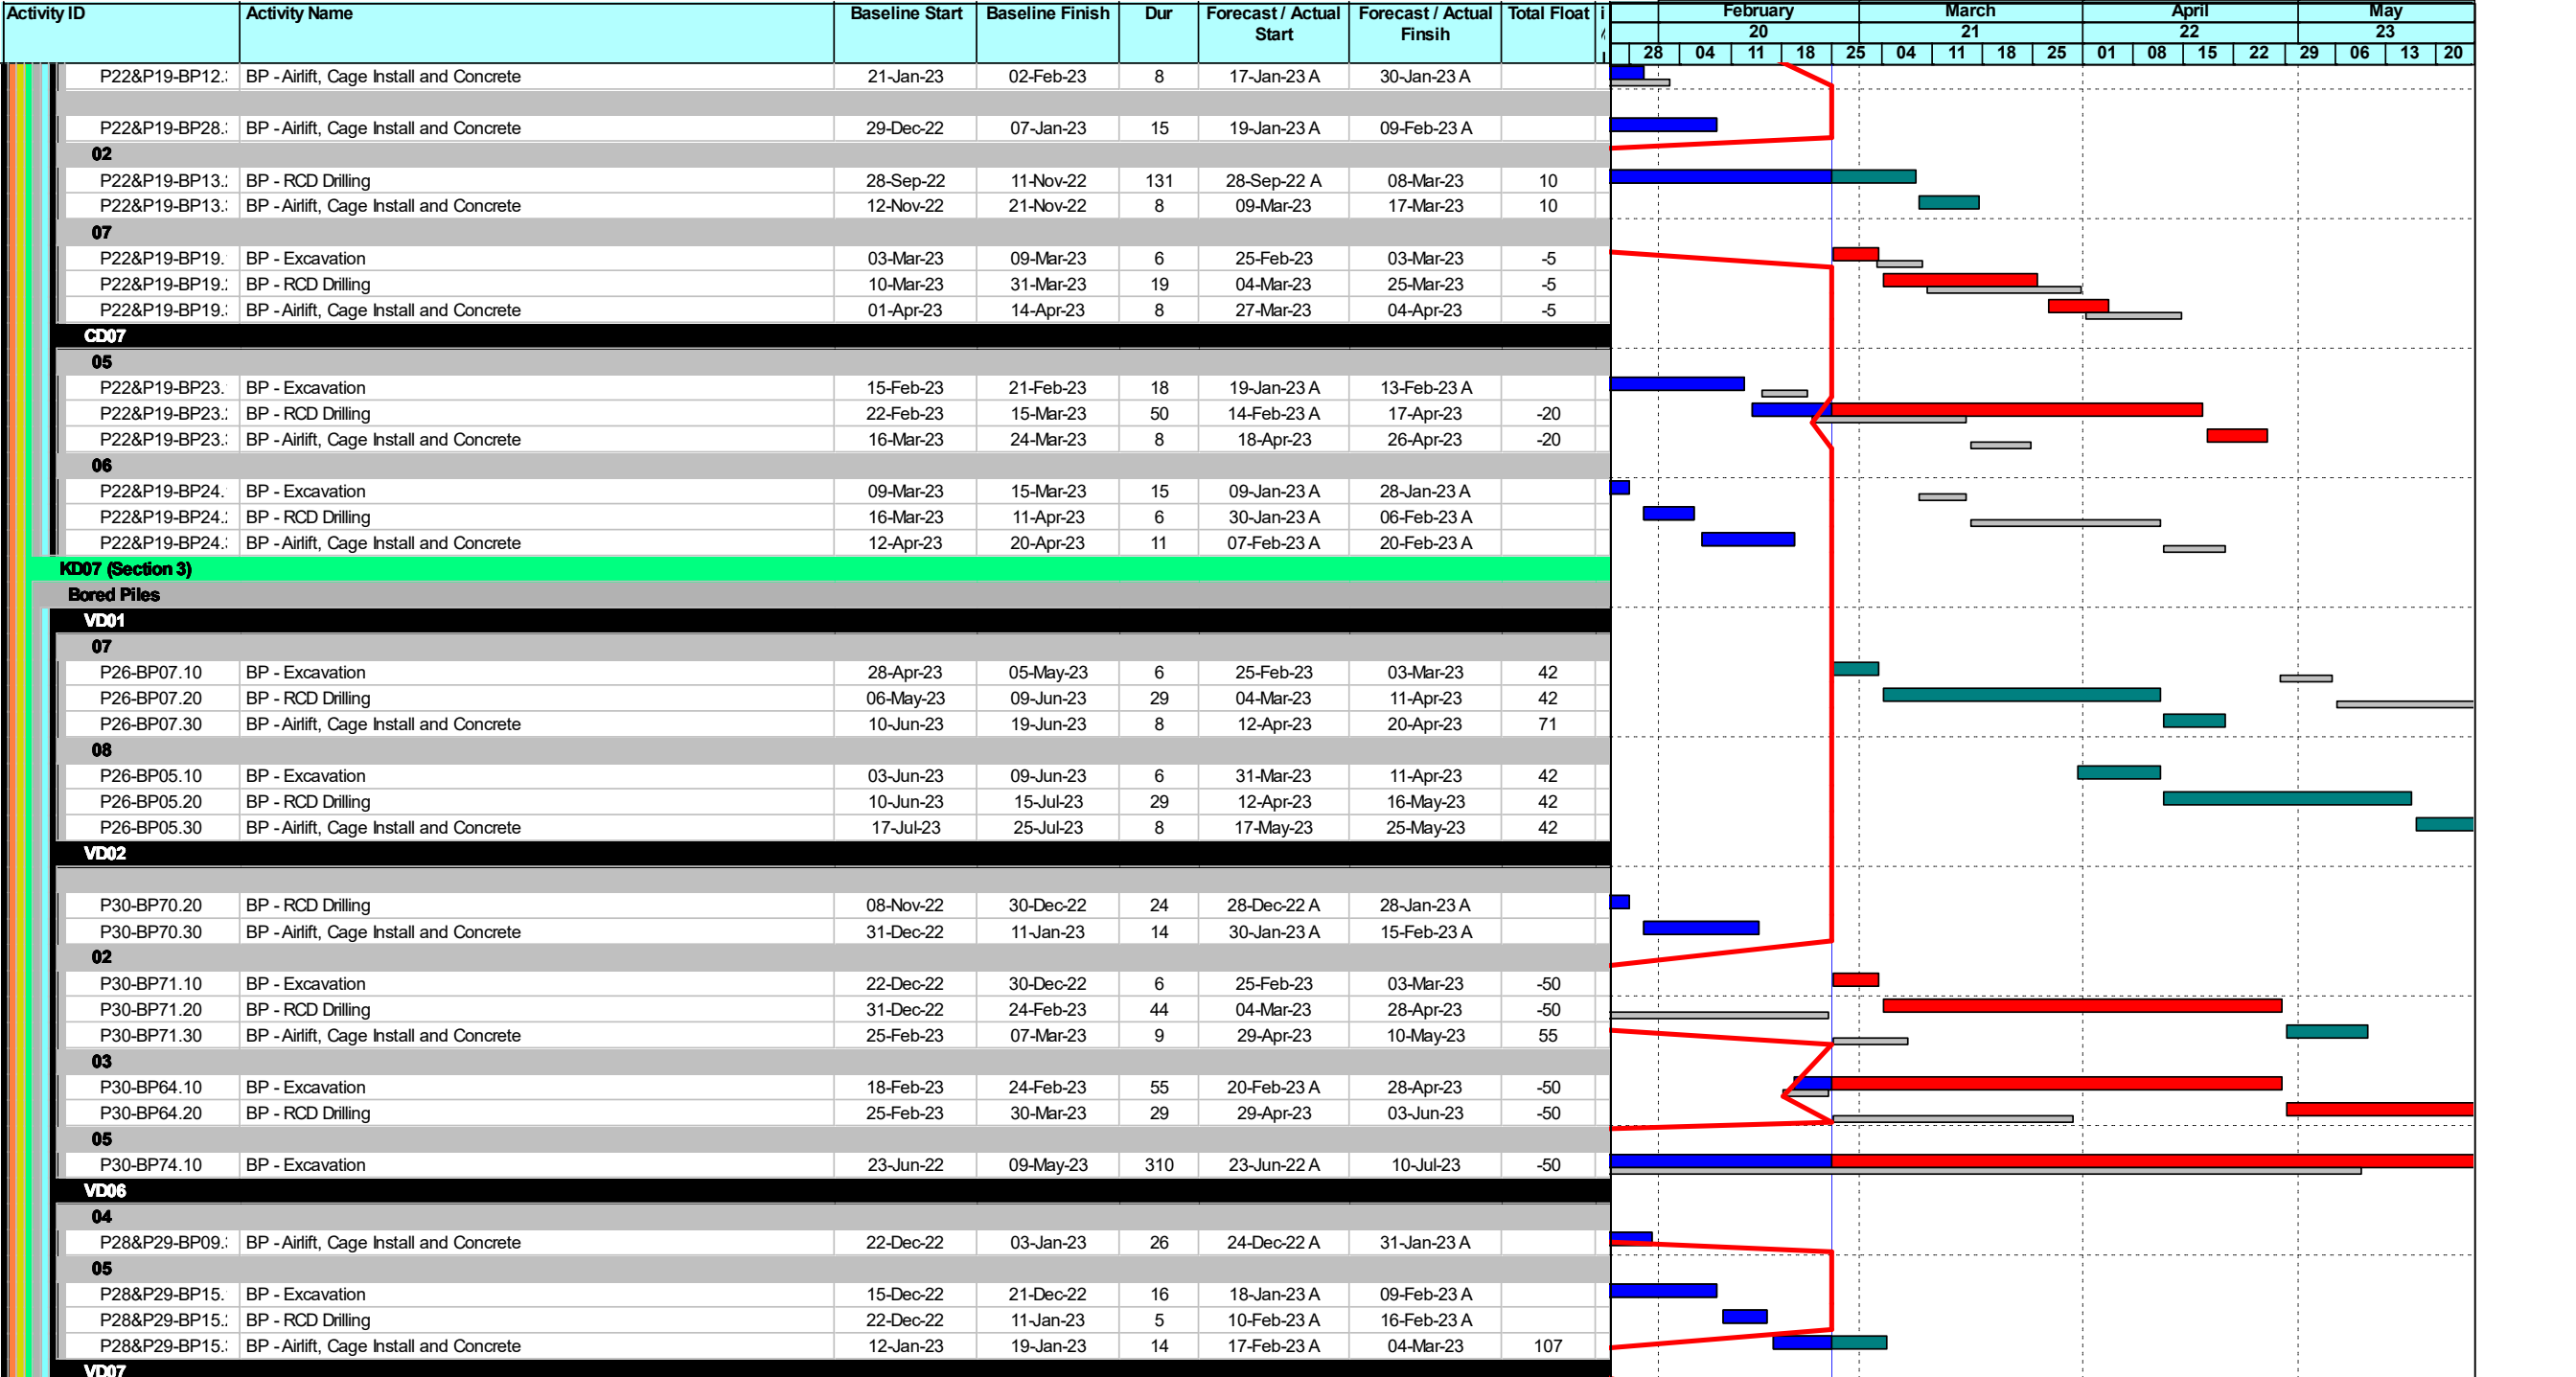 Activity ID Activity Name Baseline Start Baseline Finish Dur Forecast / Actual Start Forecast / Actual Finsih Total Float
February March April May
20 21 22 23
28 04 11 18 25 04 11 18 25 01 08 15 22 29 06 13 20
P22&P19-BP12. BP - Airlift, Cage Install and Concrete 21-Jan-23 02-Feb-23 8 17-Jan-23 A 30-Jan-23 A
P22&P19-BP28. BP - Airlift, Cage Install and Concrete 29-Dec-22 07-Jan-23 15 19-Jan-23 A 09-Feb-23 A
02
P22&P19-BP13. BP - RCD Drilling 28-Sep-22 11-Nov-22 131 28-Sep-22 A 08-Mar-23 10
P22&P19-BP13. BP - Airlift, Cage Install and Concrete 12-Nov-22 21-Nov-22 8 09-Mar-23 17-Mar-23 10
07
P22&P19-BP19. BP - Excavation 03-Mar-23 09-Mar-23 6 25-Feb-23 03-Mar-23 -5
P22&P19-BP19. BP - RCD Drilling 10-Mar-23 31-Mar-23 19 04-Mar-23 25-Mar-23 -5
P22&P19-BP19. BP - Airlift, Cage Install and Concrete 01-Apr-23 14-Apr-23 8 27-Mar-23 04-Apr-23 -5
CD07
05
P22&P19-BP23. BP - Excavation 15-Feb-23 21-Feb-23 18 19-Jan-23 A 13-Feb-23 A
P22&P19-BP23. BP - RCD Drilling 22-Feb-23 15-Mar-23 50 14-Feb-23 A 17-Apr-23 -20
P22&P19-BP23. BP - Airlift, Cage Install and Concrete 16-Mar-23 24-Mar-23 8 18-Apr-23 26-Apr-23 -20
06
P22&P19-BP24. BP - Excavation 09-Mar-23 15-Mar-23 15 09-Jan-23 A 28-Jan-23 A
P22&P19-BP24. BP - RCD Drilling 16-Mar-23 11-Apr-23 6 30-Jan-23 A 06-Feb-23 A
P22&P19-BP24. BP - Airlift, Cage Install and Concrete 12-Apr-23 20-Apr-23 11 07-Feb-23 A 20-Feb-23 A
KD07 (Section 3)
Bored Piles
VD01
07
P26-BP07.10 BP - Excavation 28-Apr-23 05-May-23 6 25-Feb-23 03-Mar-23 42
P26-BP07.20 BP - RCD Drilling 06-May-23 09-Jun-23 29 04-Mar-23 11-Apr-23 42
P26-BP07.30 BP - Airlift, Cage Install and Concrete 10-Jun-23 19-Jun-23 8 12-Apr-23 20-Apr-23 71
08
P26-BP05.10 BP - Excavation 03-Jun-23 09-Jun-23 6 31-Mar-23 11-Apr-23 42
P26-BP05.20 BP - RCD Drilling 10-Jun-23 15-Jul-23 29 12-Apr-23 16-May-23 42
P26-BP05.30 BP - Airlift, Cage Install and Concrete 17-Jul-23 25-Jul-23 8 17-May-23 25-May-23 42
VD02
P30-BP70.20 BP - RCD Drilling 08-Nov-22 30-Dec-22 24 28-Dec-22 A 28-Jan-23 A
P30-BP70.30 BP - Airlift, Cage Install and Concrete 31-Dec-22 11-Jan-23 14 30-Jan-23 A 15-Feb-23 A
02
P30-BP71.10 BP - Excavation 22-Dec-22 30-Dec-22 6 25-Feb-23 03-Mar-23 -50
P30-BP71.20 BP - RCD Drilling 31-Dec-22 24-Feb-23 44 04-Mar-23 28-Apr-23 -50
P30-BP71.30 BP - Airlift, Cage Install and Concrete 25-Feb-23 07-Mar-23 9 29-Apr-23 10-May-23 55
03
P30-BP64.10 BP - Excavation 18-Feb-23 24-Feb-23 55 20-Feb-23 A 28-Apr-23 -50
P30-BP64.20 BP - RCD Drilling 25-Feb-23 30-Mar-23 29 29-Apr-23 03-Jun-23 -50
05
P30-BP74.10 BP - Excavation 23-Jun-22 09-May-23 310 23-Jun-22 A 10-Jul-23 -50
VD06
04
P28&P29-BP09. BP - Airlift, Cage Install and Concrete 22-Dec-22 03-Jan-23 26 24-Dec-22 A 31-Jan-23 A
05
P28&P29-BP15. BP - Excavation 15-Dec-22 21-Dec-22 16 18-Jan-23 A 09-Feb-23 A
P28&P29-BP15. BP - RCD Drilling 22-Dec-22 11-Jan-23 5 10-Feb-23 A 16-Feb-23 A
P28&P29-BP15. BP - Airlift, Cage Install and Concrete 12-Jan-23 19-Jan-23 14 17-Feb-23 A 04-Mar-23 107
VD07